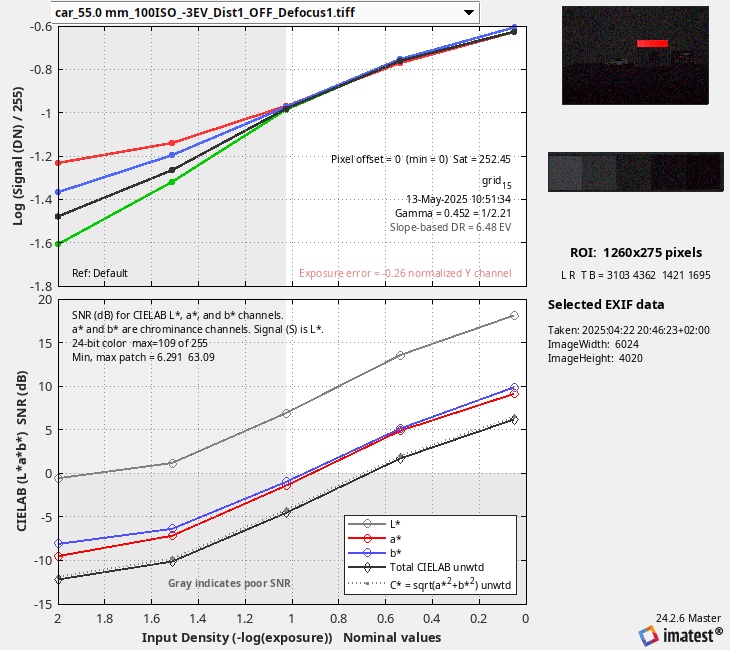 car_55.0 mm_100ISO_-3EV_Dist1_OFF_Defocus1.tiff
Log (Signal (DN) / 255)
-0.6
-0.8
-1
-1.2
-1.4
-1.6
-1.8
Pixel offset = 0 (min = 0) Sat = 252.45
grid15
13-May-2025 10:51:34
Gamma = 0.452 = 1/2.21
Slope-based DR = 6.48 EV
Ref: Default
Exposure error = -0.26 normalized Y channel
ROI: 1260x275 pixels
L R T B = 3103 4362 1421 1695
Selected EXIF data
Taken: 2025:04:22 20:46:23+02:00
ImageWidth: 6024
ImageHeight: 4020
CIELAB (L*a*b*) SNR (dB)
20
15
10
5
0
-5
-10
-15
SNR (dB) for CIELAB L*, a*, and b* channels.
a* and b* are chrominance channels. Signal (S) is L*.
24-bit color max=109 of 255
Min, max patch = 6.291 63.09
L*
a*
b*
Total CIELAB unwtd
C* = sqrt(a*2+b*2) unwtd
Gray indicates poor SNR
2 1.8 1.6 1.4 1.2 1 0.8 0.6 0.4 0.2 0
Input Density (-log(exposure)) Nominal values
24.2.6 Master
imatest®